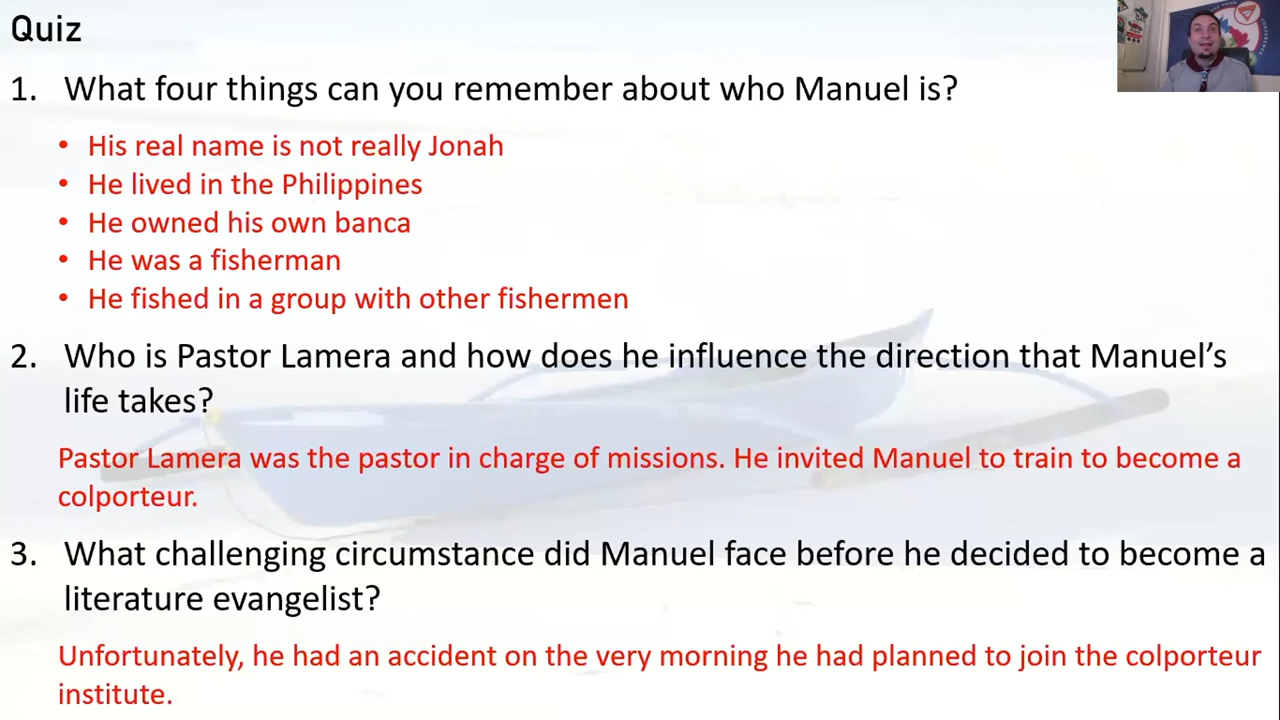 Quiz
1. What four things can you remember about who Manuel is?
• His real name is not really Jonah
• He lived in the Philippines
• He owned his own banca
• He was a fisherman
• He fished in a group with other fishermen
2. Who is Pastor Lamera and how does he influence the direction that Manuel’s
life takes?
Pastor Lamera was the pastor in charge of missions. He invited Manuel to train to become a
colporteur.
3. What challenging circumstance did Manuel face before he decided to become a
literature evangelist?
Unfortunately, he had an accident on the very morning he had planned to join the colporteur
institute.